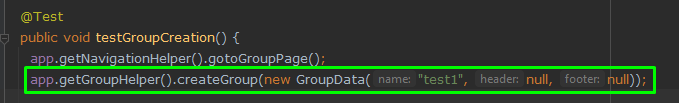 @Test
public void testGroupCreation() {
app.getNavigationHelper().gotoGroupPage();
app.getGroupHelper().createGroup(new GroupData( name: "test1", header: null, footer: null));